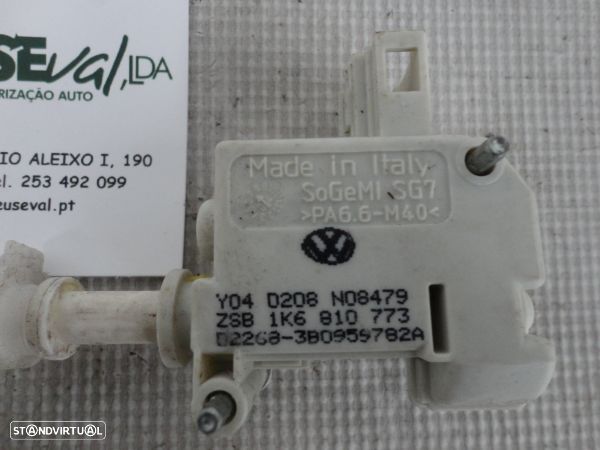 SEval, LDA
RIZAÇÃO AUTO
IO ALEIXO I, 190
el. 253 492 099
euseval.pt
Made in Italy
SoGeMI SG7
>PA6.6-M40<
Y04 D208 N08479
ZSB 1K6 810 773
D2268-3B0959782A
STANDVIRTUAL